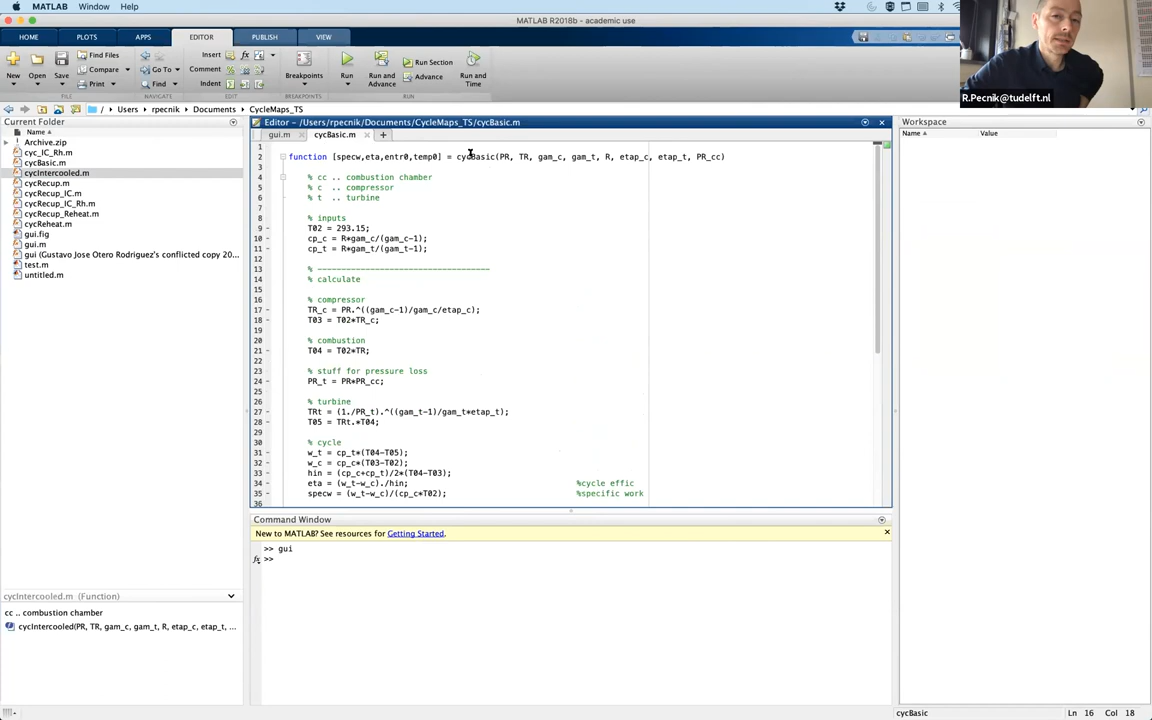 MATLAB Window Help
MATLAB R2018b - academic use
HOME PLOTS APPS EDITOR PUBLISH VIEW
New Open Save
Find Files
Compare
Print
Go To
Find
Insert
Comment
Indent
Breakpoints
Run
Run and Advance
Run Section
Advance
Run and Time
FILE NAVIGATE EDIT BREAKPOINTS RUN
R.Pecnik@tudelft.nl
/ Users / rpecnik / Documents / CycleMaps_TS
Current Folder
Name
Archive.zip
cyc_IC_Rh.m
cycBasic.m
cycIntercooled.m
cycRecup.m
cycRecup_IC.m
cycRecup_IC_Rh.m
cycRecup_Reheat.m
cycReheat.m
gui.fig
gui.m
gui (Gustavo Jose Otero Rodriguez's conflicted copy 20...
test.m
untitled.m
cycIntercooled.m (Function)
cc .. combustion chamber
cycIntercooled(PR, TR, gam_c, gam_t, R, etap_c, etap_t, ...
Editor - /Users/rpecnik/Documents/CycleMaps_TS/cycBasic.m
gui.m cycBasic.m
1
2 function [specw,eta,entr0,temp0] = cycBasic(PR, TR, gam_c, gam_t, R, etap_c, etap_t, PR_cc)
3
4 % cc .. combustion chamber
5 % c .. compressor
6 % t .. turbine
7
8 % inputs
9 T02 = 293.15;
10 cp_c = R*gam_c/(gam_c-1);
11 cp_t = R*gam_t/(gam_t-1);
12
13 % ------------------------------------
14 % calculate
15
16 % compressor
17 TR_c = PR.^((gam_c-1)/gam_c/etap_c);
18 T03 = T02*TR_c;
19
20 % combustion
21 T04 = T02*TR;
22
23 % stuff for pressure loss
24 PR_t = PR*PR_cc;
25
26 % turbine
27 TRt = (1./PR_t).^((gam_t-1)/gam_t*etap_t);
28 T05 = TRt.*T04;
29
30 % cycle
31 w_t = cp_t*(T04-T05);
32 w_c = cp_c*(T03-T02);
33 hin = (cp_c+cp_t)/2*(T04-T03);
34 eta = (w_t-w_c)./hin; %cycle effic
35 specw = (w_t-w_c)/(cp_c*T02); %specific work
36
Command Window
New to MATLAB? See resources for Getting Started.
>> gui
fx >>
Workspace
Name Value
cycBasic Ln 16 Col 18